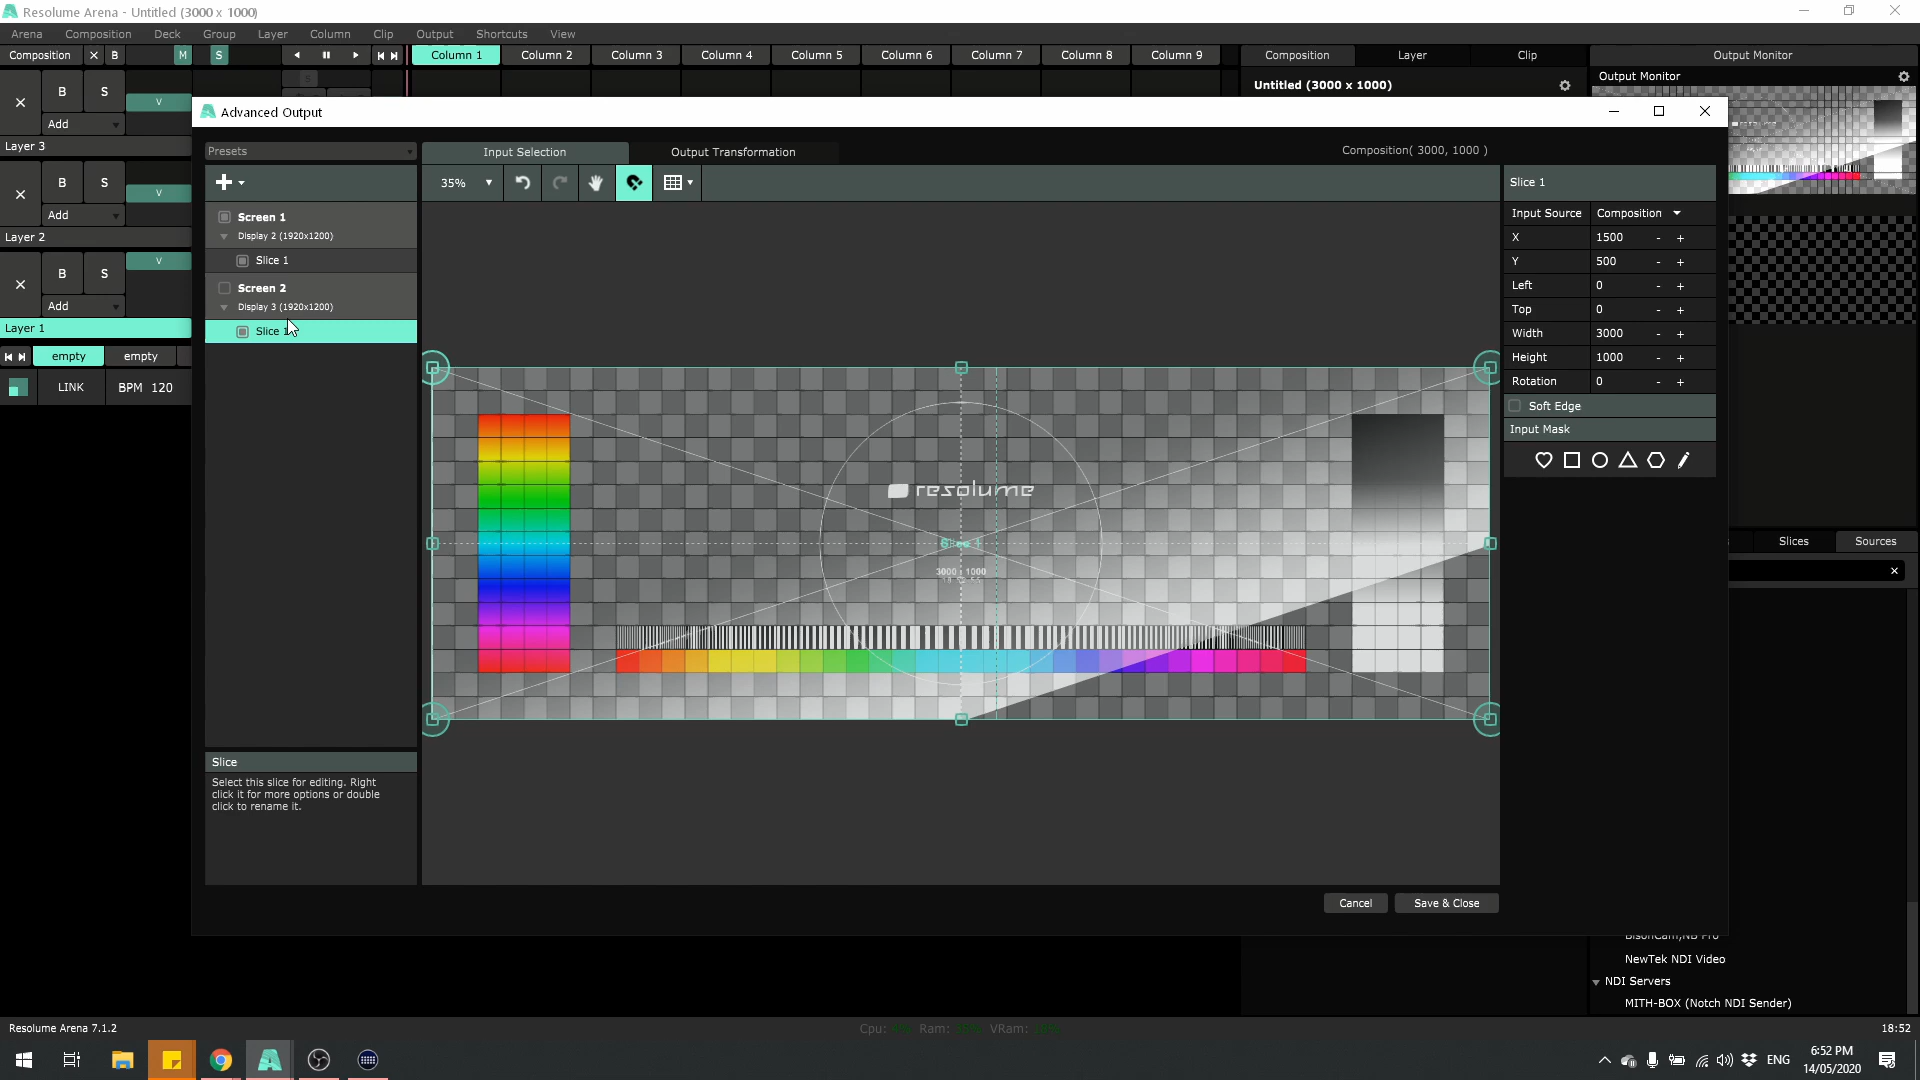 Resolume Arena - Untitled (3000 x 1000)
Arena Composition Deck Group Layer Column Clip Output Shortcuts View
Composition B M S Column 1 Column 2 Column 3 Column 4 Column 5 Column 6 Column 7 Column 8 Column 9 Composition Layer Clip Output Monitor
Output Monitor
Untitled (3000 x 1000)
B S V
Add
Layer 3
B S V
Add
Layer 2
B S V
Add
Layer 1
empty empty
LINK BPM 120
Advanced Output
Presets
Input Selection Output Transformation Composition( 3000, 1000 )
35%
Screen 1
Display 2 (1920x1200)
Slice 1
Screen 2
Display 3 (1920x1200)
Slice 1
resolume
Slice 1
3000 x 1000
Slice 1
Input Source Composition
X 1500 - +
Y 500 - +
Left 0 - +
Top 0 - +
Width 3000 - +
Height 1000 - +
Rotation 0 - +
Soft Edge
Input Mask
Slice
Select this slice for editing. Right
click it for more options or double
click to rename it.
Cancel Save & Close
Slices Sources
NewTek NDI Video
NDI Servers
MITH-BOX (Notch NDI Sender)
Resolume Arena 7.1.2
Cpu: Ram: VRam:
18:52
ENG
6:52 PM
14/05/2020